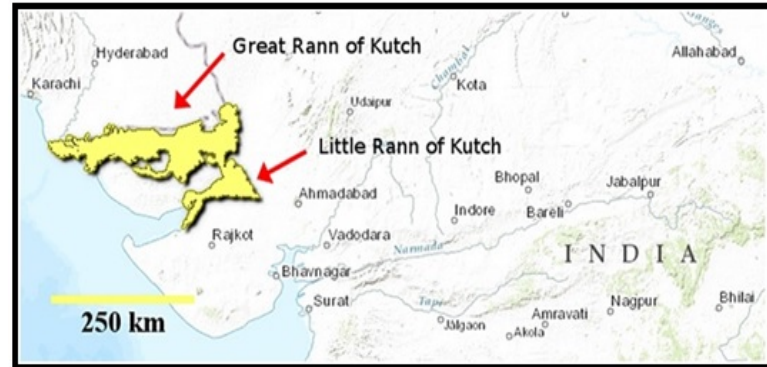 Hyderabad
Great Rann of Kutch
Karachi
Chambal
Kota
Ganges
Allahabad
Udaipur
Little Rann of Kutch
Ahmadabad
Bhopal
Jabalpur
Indore
Bareli
Rajkot
Vadodara
Narmada
I N D I A
Bhavnagar
Surat
Tapi
Jalgaon
Akola
Amravati
Nagpur
Bhilai
250 km